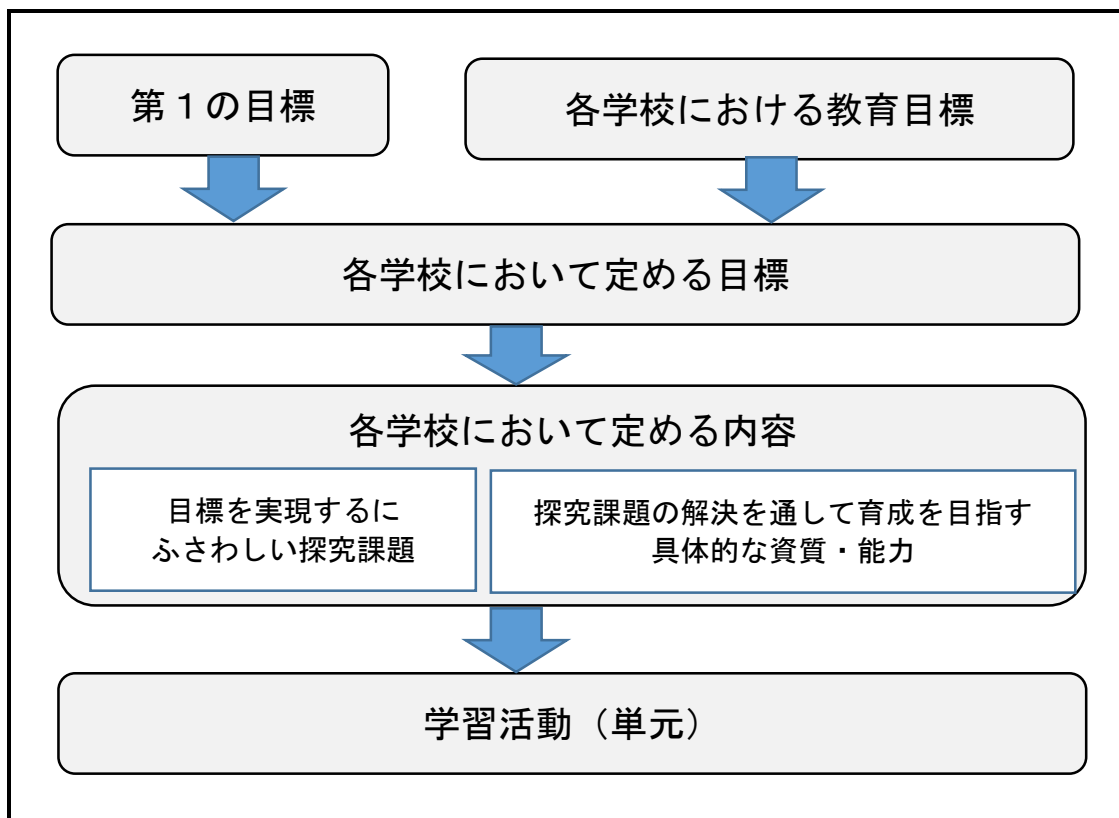 第１の目標
各学校における教育目標
各学校において定める目標
各学校において定める内容
目標を実現するに
ふさわしい探究課題
探究課題の解決を通して育成を目指す
具体的な資質・能力
学習活動（単元）